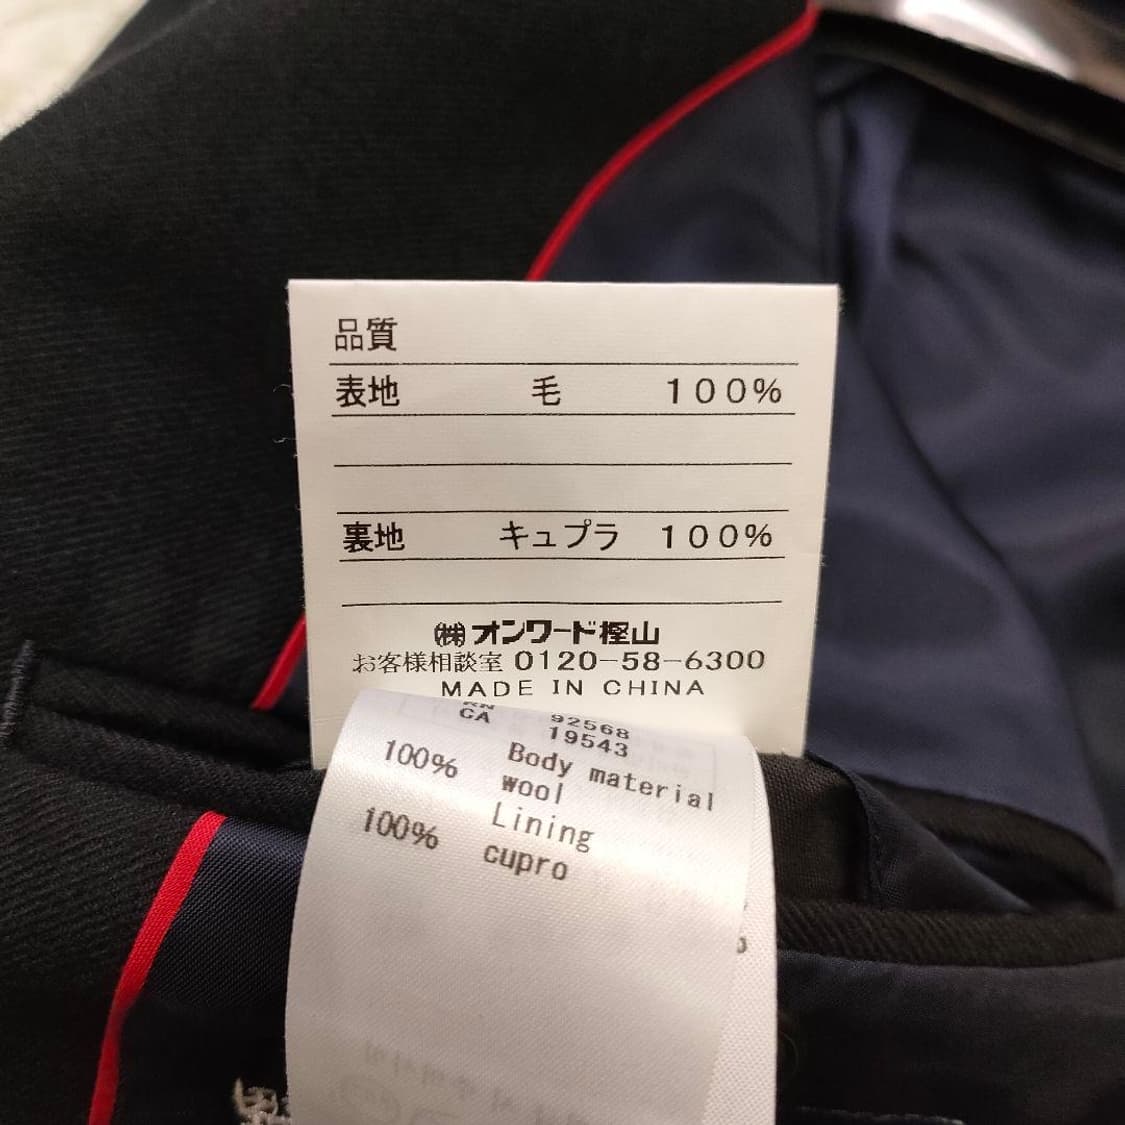 品質
表地 毛 100%
裏地 キュプラ 100%
㈱オンワード樫山
お客様相談室 0120-58-6300
MADE IN CHINA
RN 92568
CA 19543
Body material
100% wool
Lining
100% cupro